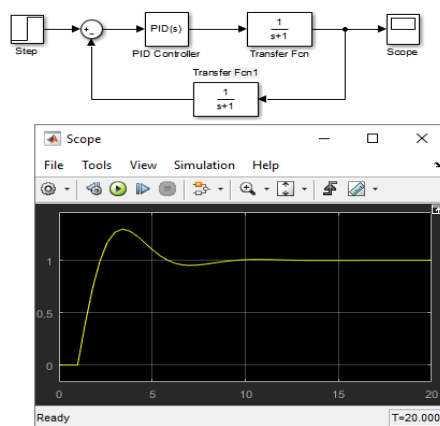 Step
+
-
PID(s)
PID Controller
1
s+1
Transfer Fcn
Scope
Transfer Fcn1
1
s+1
Scope
File Tools View Simulation Help
1
0.5
0
0 5 10 15 20
Ready T=20.000